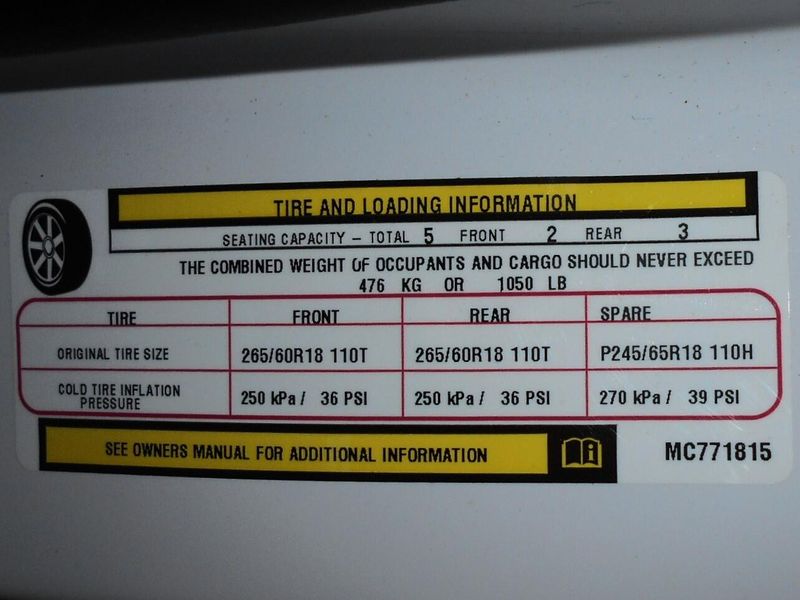 TIRE AND LOADING INFORMATION
SEATING CAPACITY – TOTAL 5 FRONT 2 REAR 3
THE COMBINED WEIGHT OF OCCUPANTS AND CARGO SHOULD NEVER EXCEED
476 KG OR 1050 LB
TIRE FRONT REAR SPARE
ORIGINAL TIRE SIZE 265/60R18 110T 265/60R18 110T P245/65R18 110H
COLD TIRE INFLATION
PRESSURE 250 kPa / 36 PSI 250 kPa / 36 PSI 270 kPa / 39 PSI
SEE OWNERS MANUAL FOR ADDITIONAL INFORMATION
MC771815